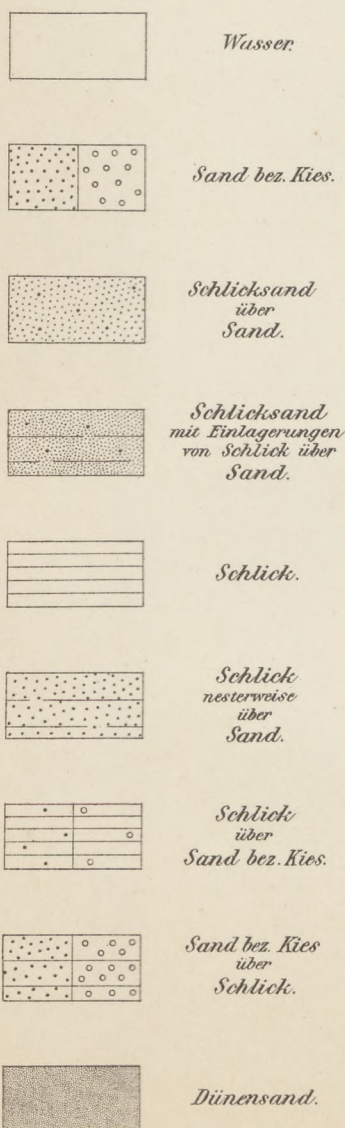 Wasser.
Sand bez. Kies.
Schlicksand
über
Sand.
Schlicksand
mit Einlagerungen
von Schlick über
Sand.
Schlick.
Schlick
nesterweise
über
Sand.
Schlick
über
Sand bez. Kies.
Sand bez. Kies
über
Schlick.
Dünensand.